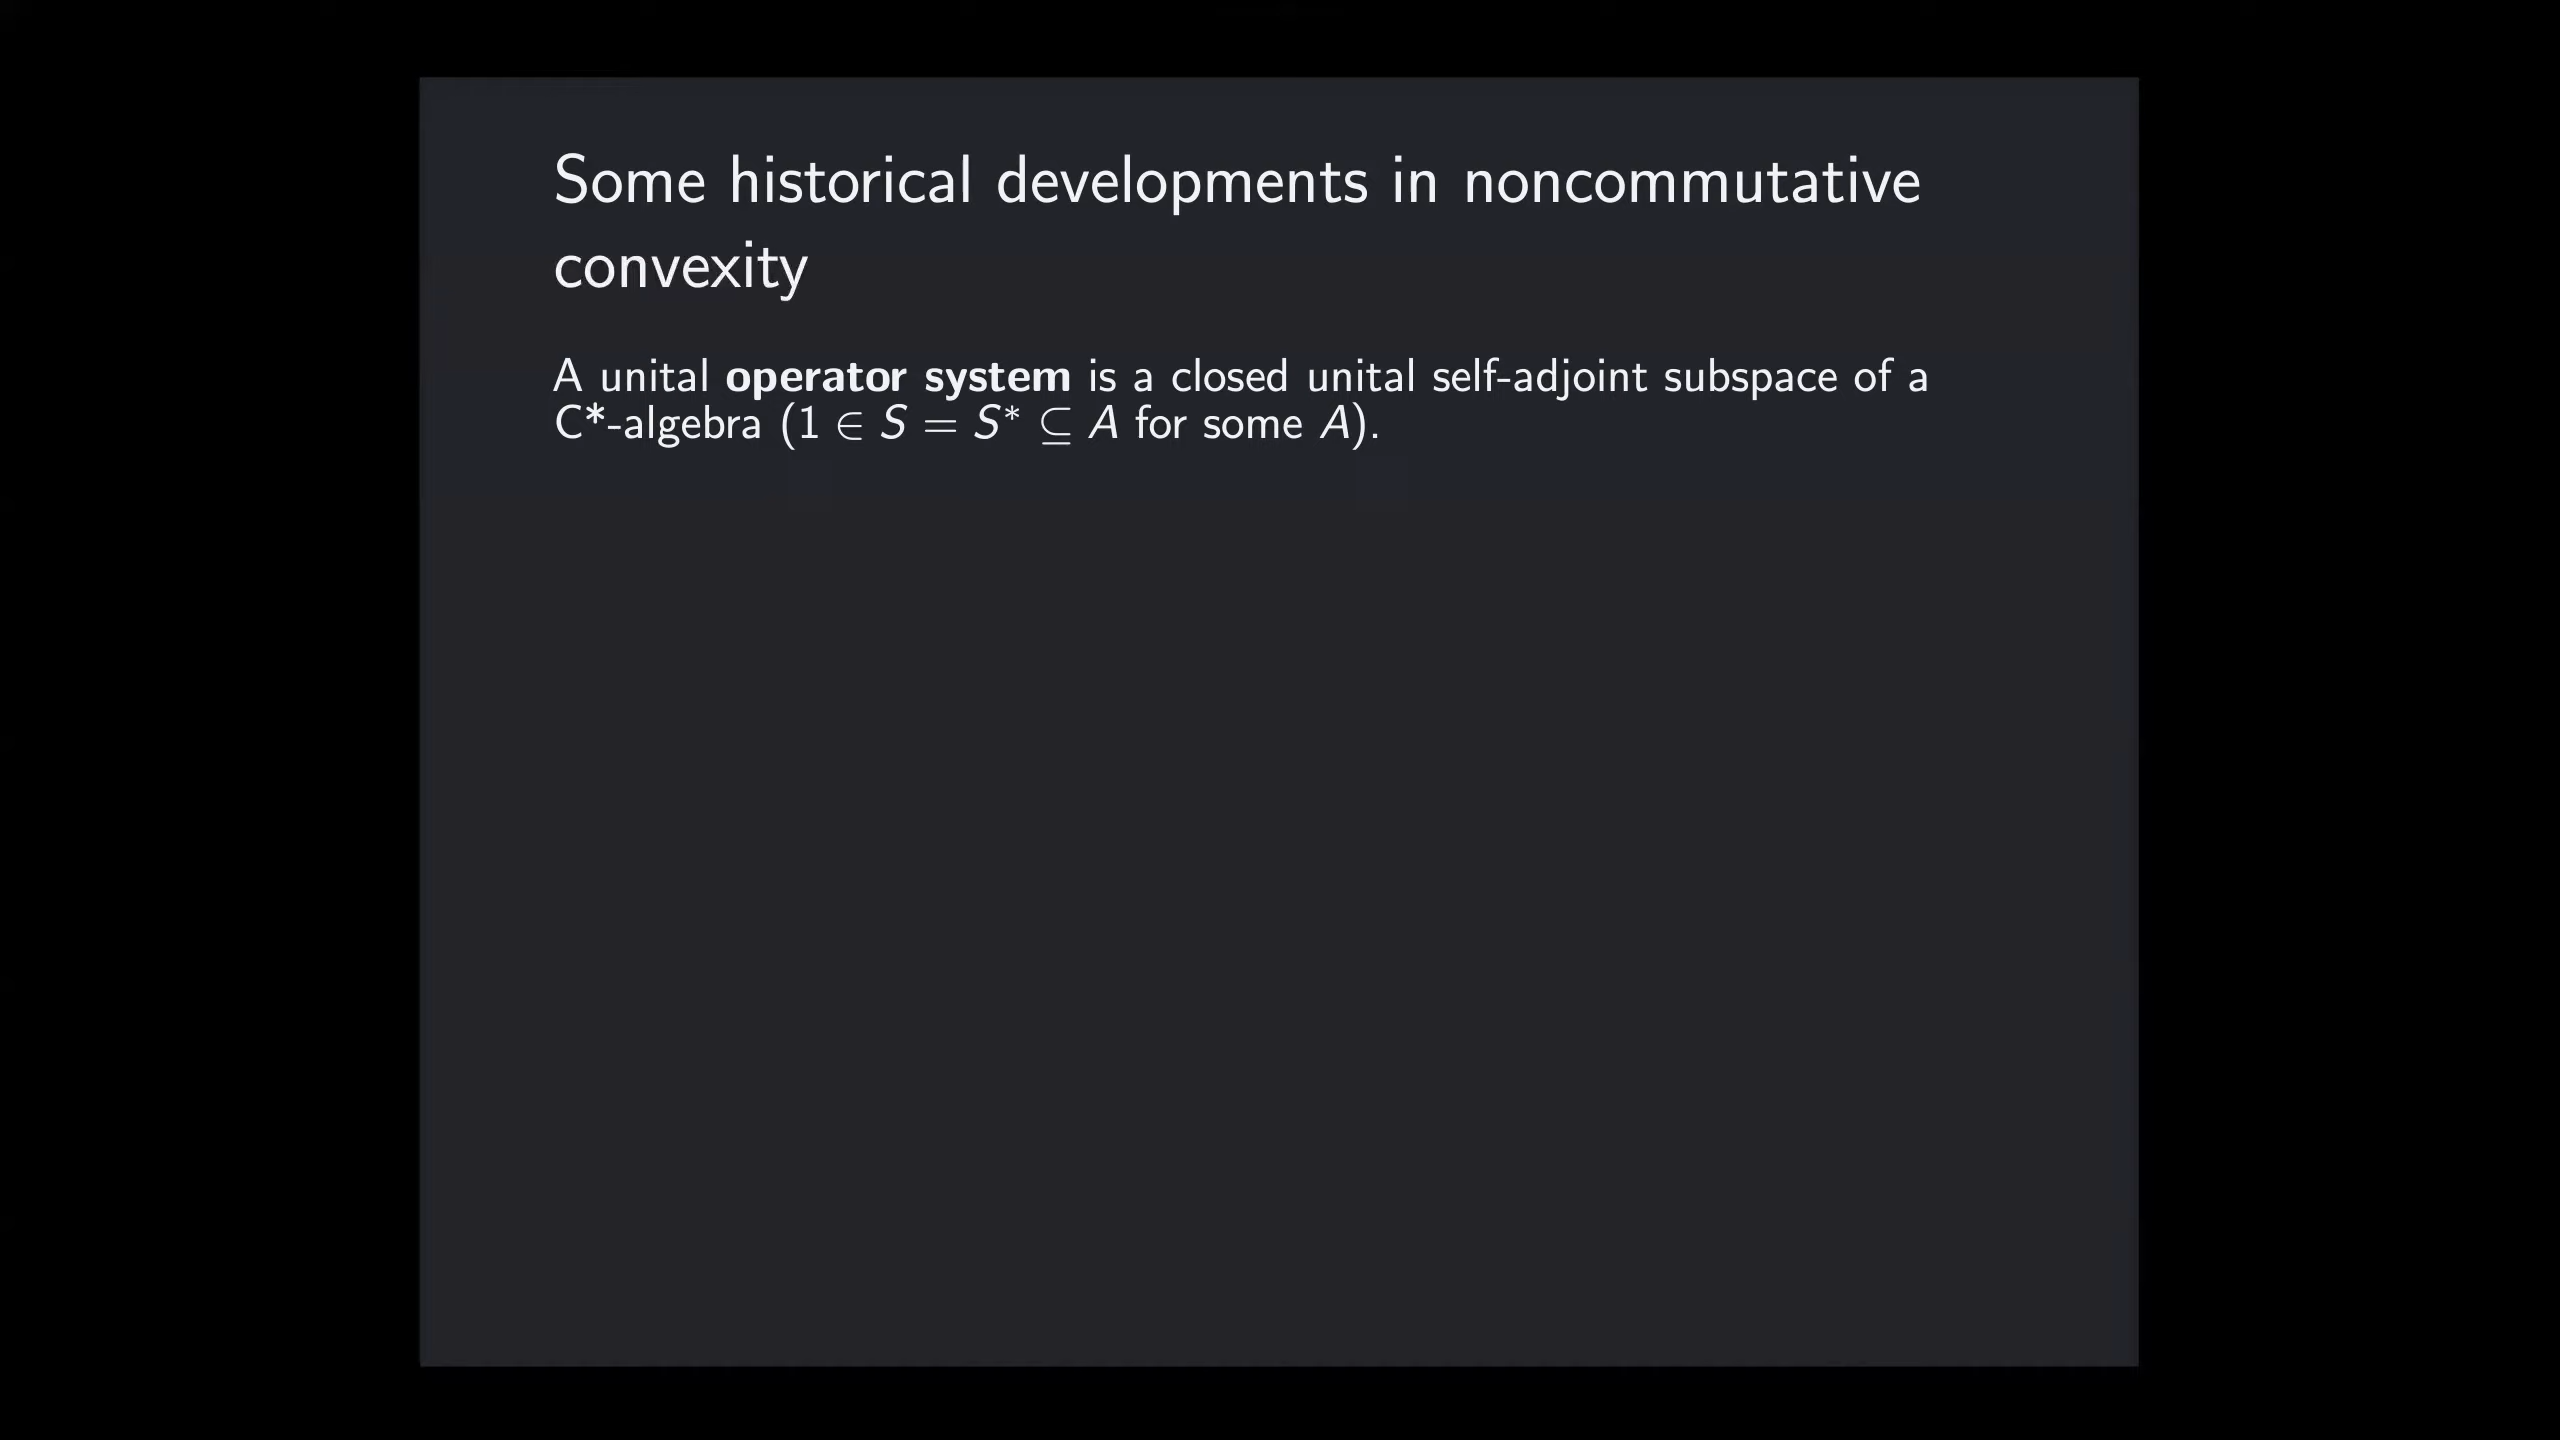 Some historical developments in noncommutative
convexity
A unital operator system is a closed unital self-adjoint subspace of a
C*-algebra (1 ∈ S = S* ⊆ A for some A).